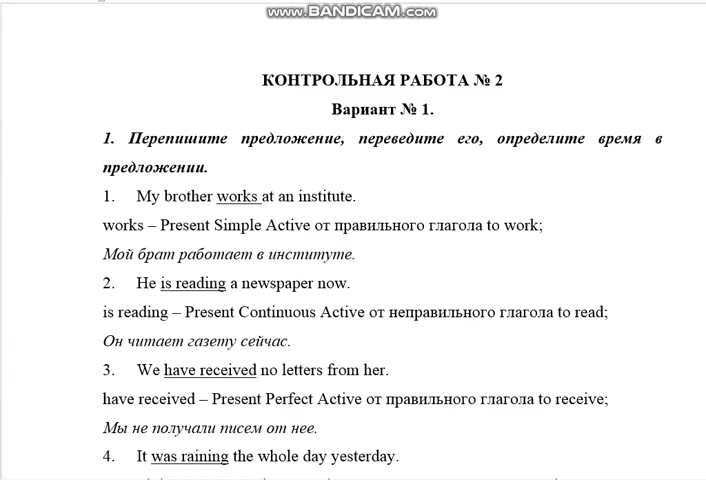 www.BANDICAM.com
КОНТРОЛЬНАЯ РАБОТА № 2
Вариант № 1.
1. Перепишите предложение, переведите его, определите время в
предложении.
1. My brother works at an institute.
works – Present Simple Active от правильного глагола to work;
Мой брат работает в институте.
2. He is reading a newspaper now.
is reading – Present Continuous Active от неправильного глагола to read;
Он читает газету сейчас.
3. We have received no letters from her.
have received – Present Perfect Active от правильного глагола to receive;
Мы не получали писем от нее.
4. It was raining the whole day yesterday.